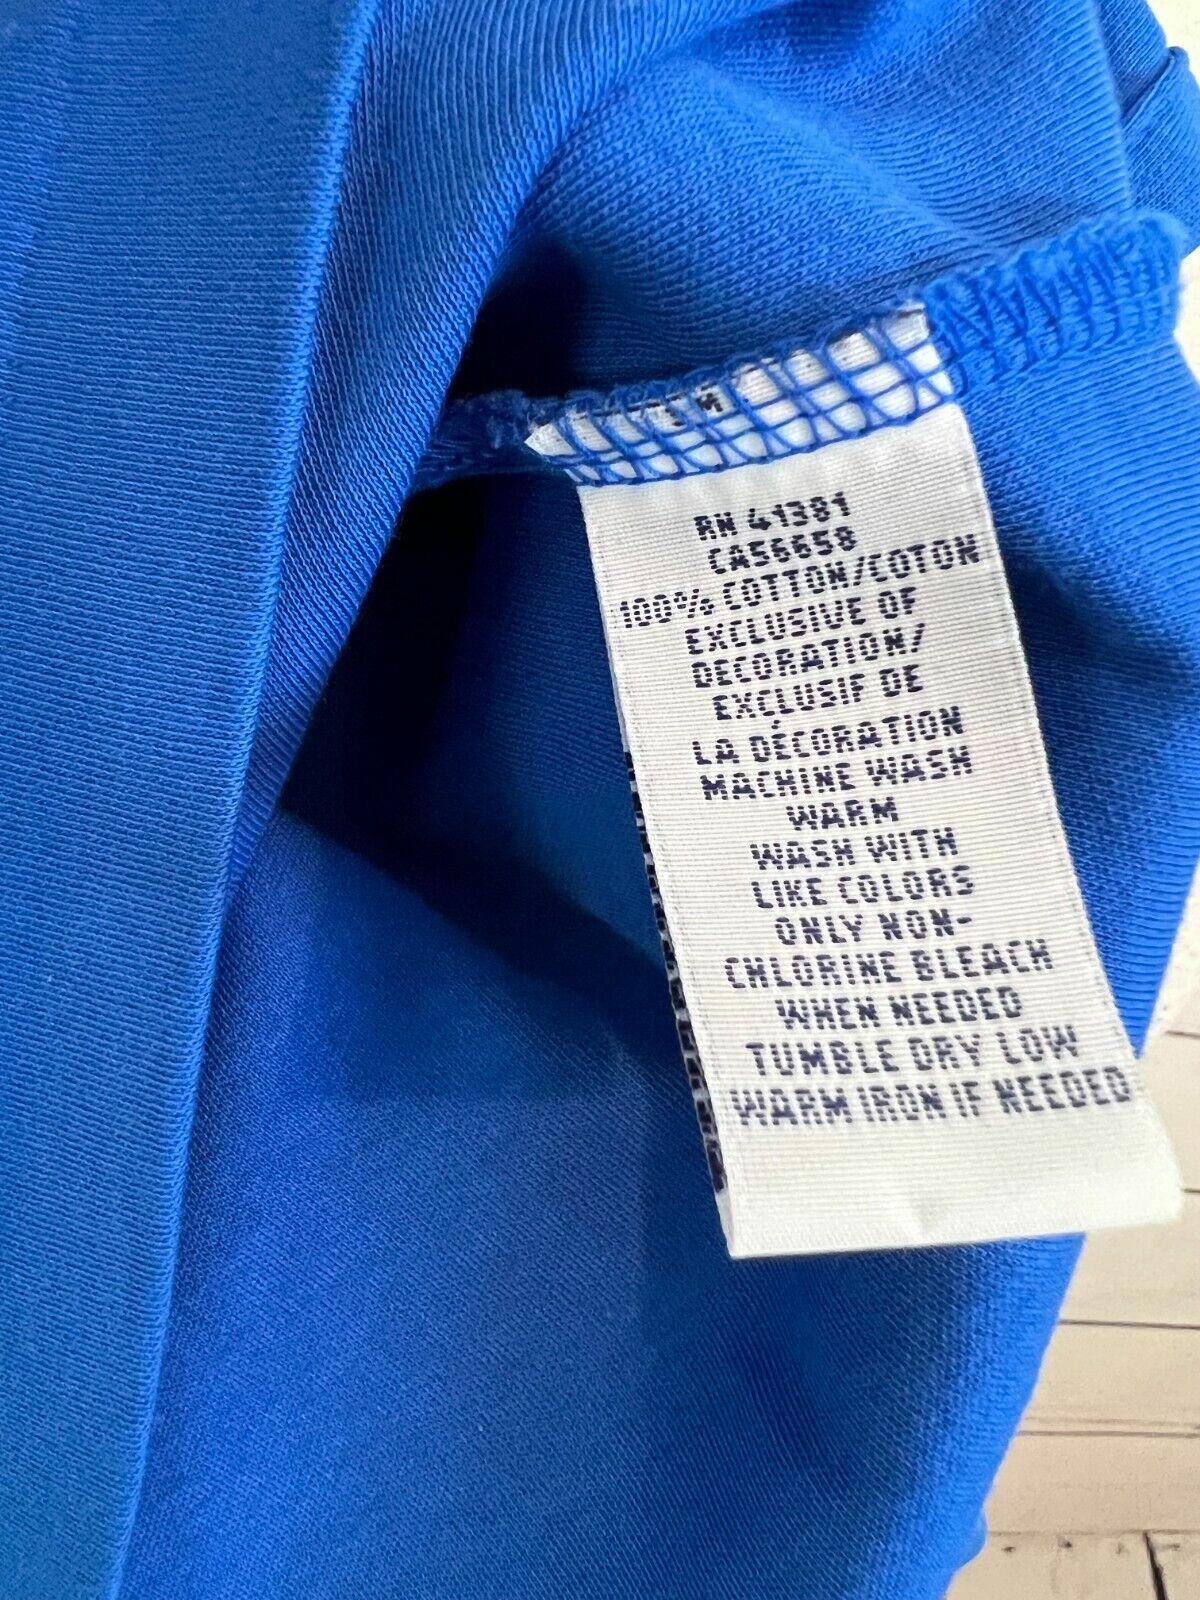 M
RN 41381
CA56658
100% COTTON/COTON
EXCLUSIVE OF
DECORATION/
EXCLUSIF DE
LA DÉCORATION
MACHINE WASH
WARM
WASH WITH
LIKE COLORS
ONLY NON-
CHLORINE BLEACH
WHEN NEEDED
TUMBLE DRY LOW
WARM IRON IF NEEDED